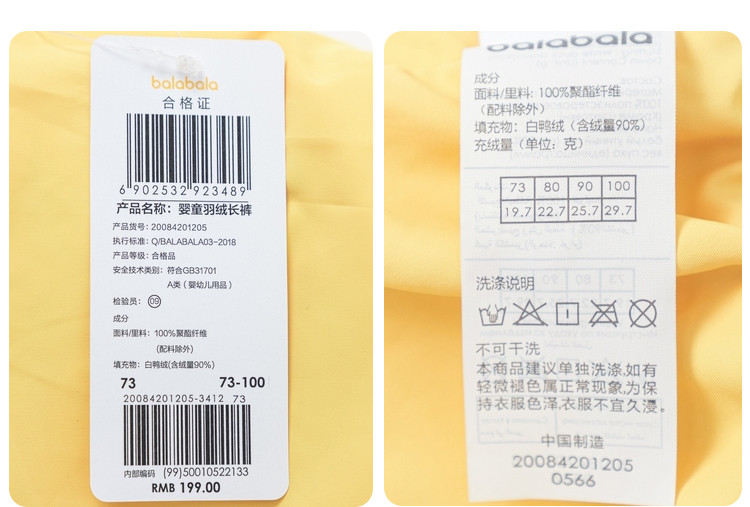 balabala
合格证
6 902532 923489
产品名称：婴童羽绒长裤
产品货号：20084201205
执行标准：Q/BALABALA03-2018
产品等级：合格品
安全技术类别：符合GB31701
A类（婴幼儿用品）
检验员：09
成分
面料/里料：100%聚酯纤维
(配料除外)
填充物：白鸭绒(含绒量90%)
73 73-100
20084201205-3412 73
内部编码 (99)50010522133
RMB 199.00
balabala
成分
面料/里料：100%聚酯纤维
（配料除外）
填充物：白鸭绒（含绒量90%）
充绒量（单位：克）
73 80 90 100
19.7 22.7 25.7 29.7
洗涤说明
不可干洗
本商品建议单独洗涤,如有
轻微褪色属正常现象,为保
持衣服色泽,衣服不宜久浸。
中国制造
20084201205
0566